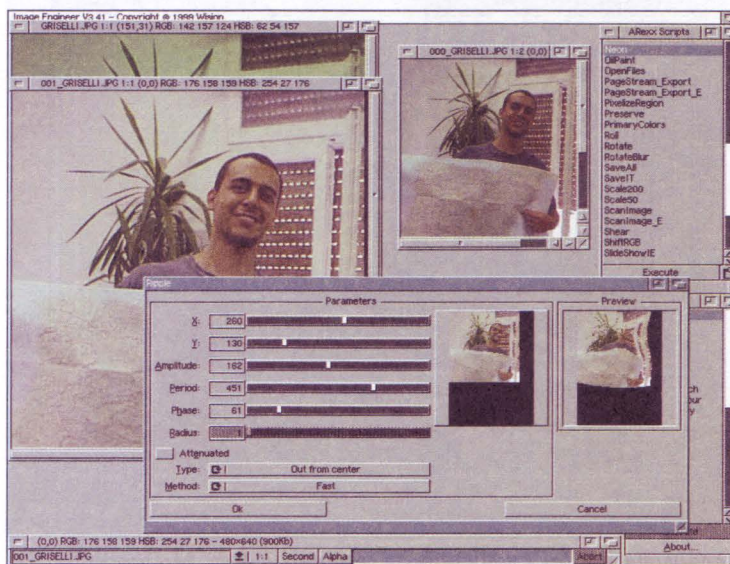 Image Engineer V3.41 - Copyright © 1999 Wision
GRISELLI.JPG 1:1 (151,31) RGB: 142 157 124 HSB: 62 54 157
001_GRISELLI.JPG 1:1 (0,0) RGB: 176 158 159 HSB: 254 27 176
000_GRISELLI.JPG 1:2 (0,0)
ARexx Scripts
Neon
OilPaint
OpenFiles
PageStream_Export
PageStream_Export_E
PixelizeRegion
Preserve
PrimaryColors
Roll
Rotate
RotateBlur
SaveAll
SaveIT
Scale200
Scale50
ScanImage
ScanImage_E
Shear
ShiftRGB
SlideShowIE
Execute
Ripple
Parameters
Preview
X: 260
Y: 130
Amplitude: 162
Period: 451
Phase: 61
Radius: 1
Attenuated
Type: Out from center
Method: Fast
Ok
Cancel
(0,0) RGB: 176 158 159 HSB: 254 27 176 - 480x640 (900Kb)
001_GRISELLI.JPG 1:1 Second Alpha Abort
About...